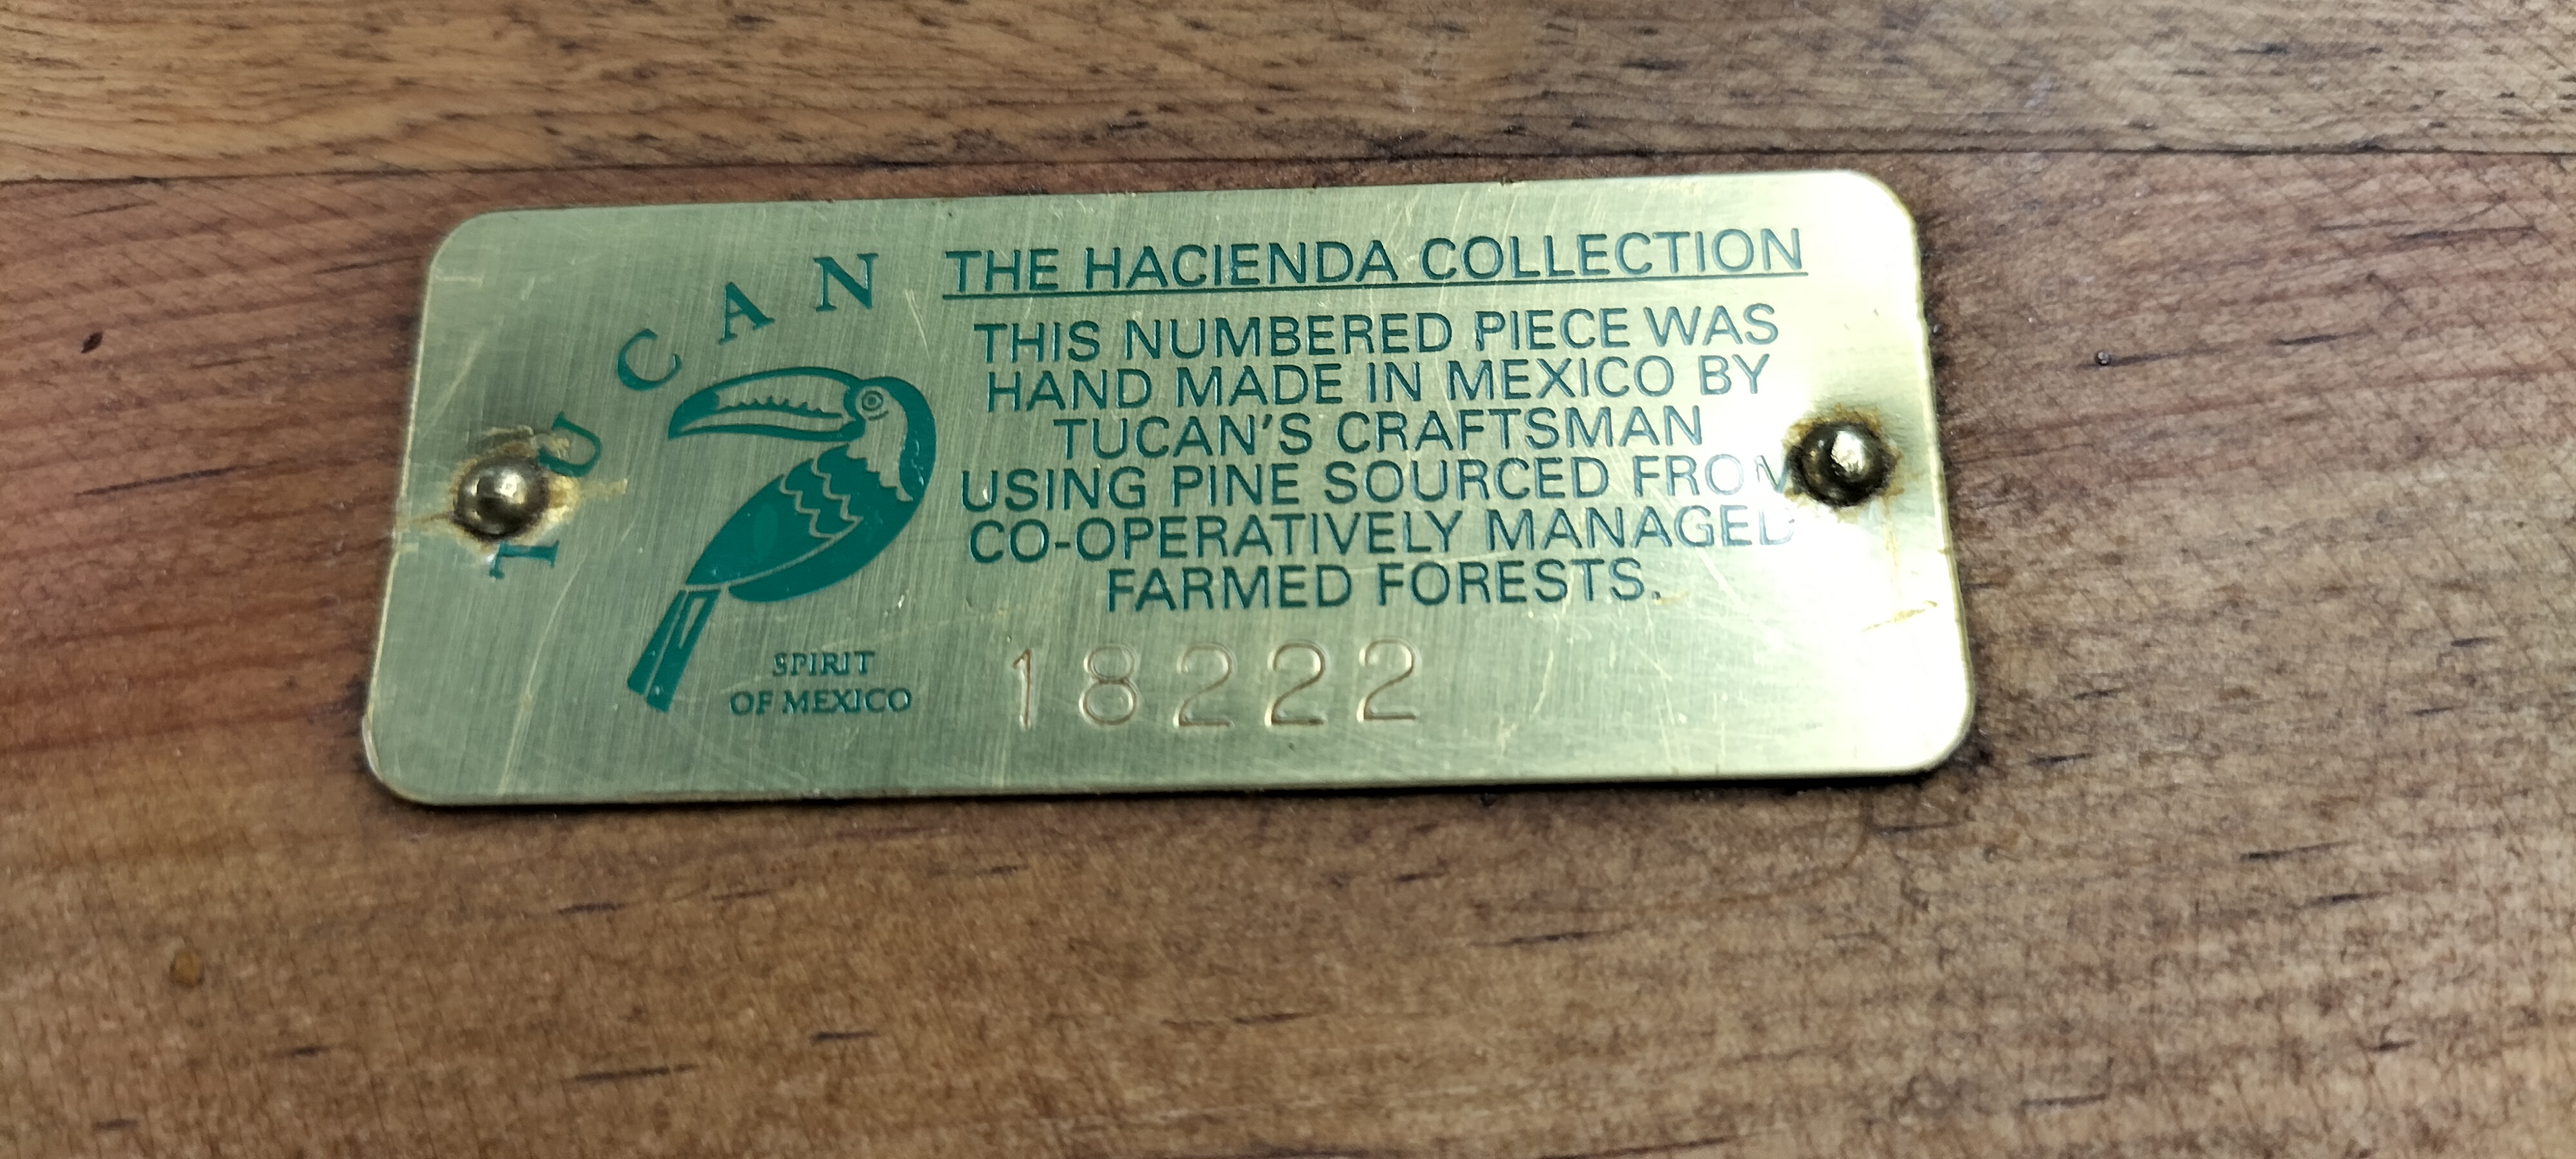 TUCAN
SPIRIT
OF MEXICO
THE HACIENDA COLLECTION
THIS NUMBERED PIECE WAS
HAND MADE IN MEXICO BY
TUCAN'S CRAFTSMAN
USING PINE SOURCED FROM
CO-OPERATIVELY MANAGED
FARMED FORESTS.
18222